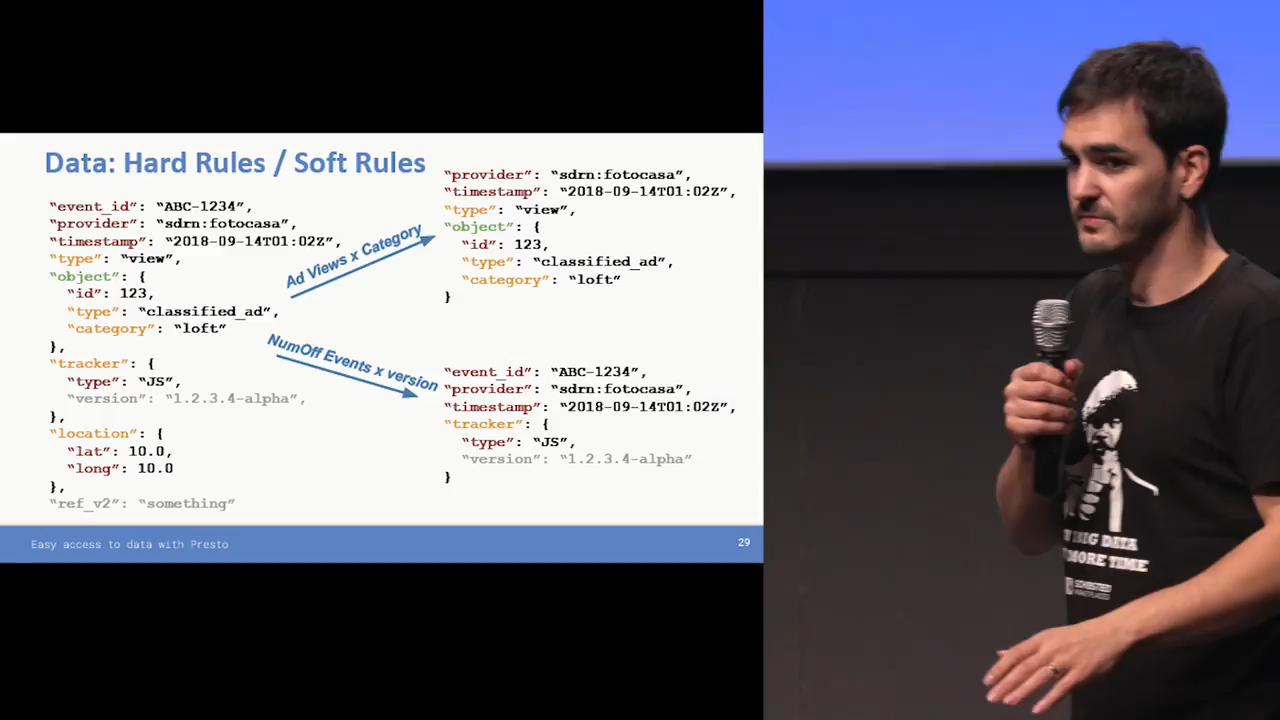 Data: Hard Rules / Soft Rules
“event_id”: “ABC-1234”,
“provider”: “sdrn:fotocasa”,
“timestamp”: “2018-09-14T01:02Z”,
“type”: “view”,
“object”: {
“id”: 123,
“type”: “classified_ad”,
“category”: “loft”
},
“tracker”: {
“type”: “JS”,
“version”: “1.2.3.4-alpha”,
},
“location”: {
“lat”: 10.0,
“long”: 10.0
},
“ref_v2”: “something”
Ad Views x Category
NumOff Events x version
“provider”: “sdrn:fotocasa”,
“timestamp”: “2018-09-14T01:02Z”,
“type”: “view”,
“object”: {
“id”: 123,
“type”: “classified_ad”,
“category”: “loft”
}
“event_id”: “ABC-1234”,
“provider”: “sdrn:fotocasa”,
“timestamp”: “2018-09-14T01:02Z”,
“tracker”: {
“type”: “JS”,
“version”: “1.2.3.4-alpha”
}
Easy access to data with Presto
29
BIG DATA
MORE TIME